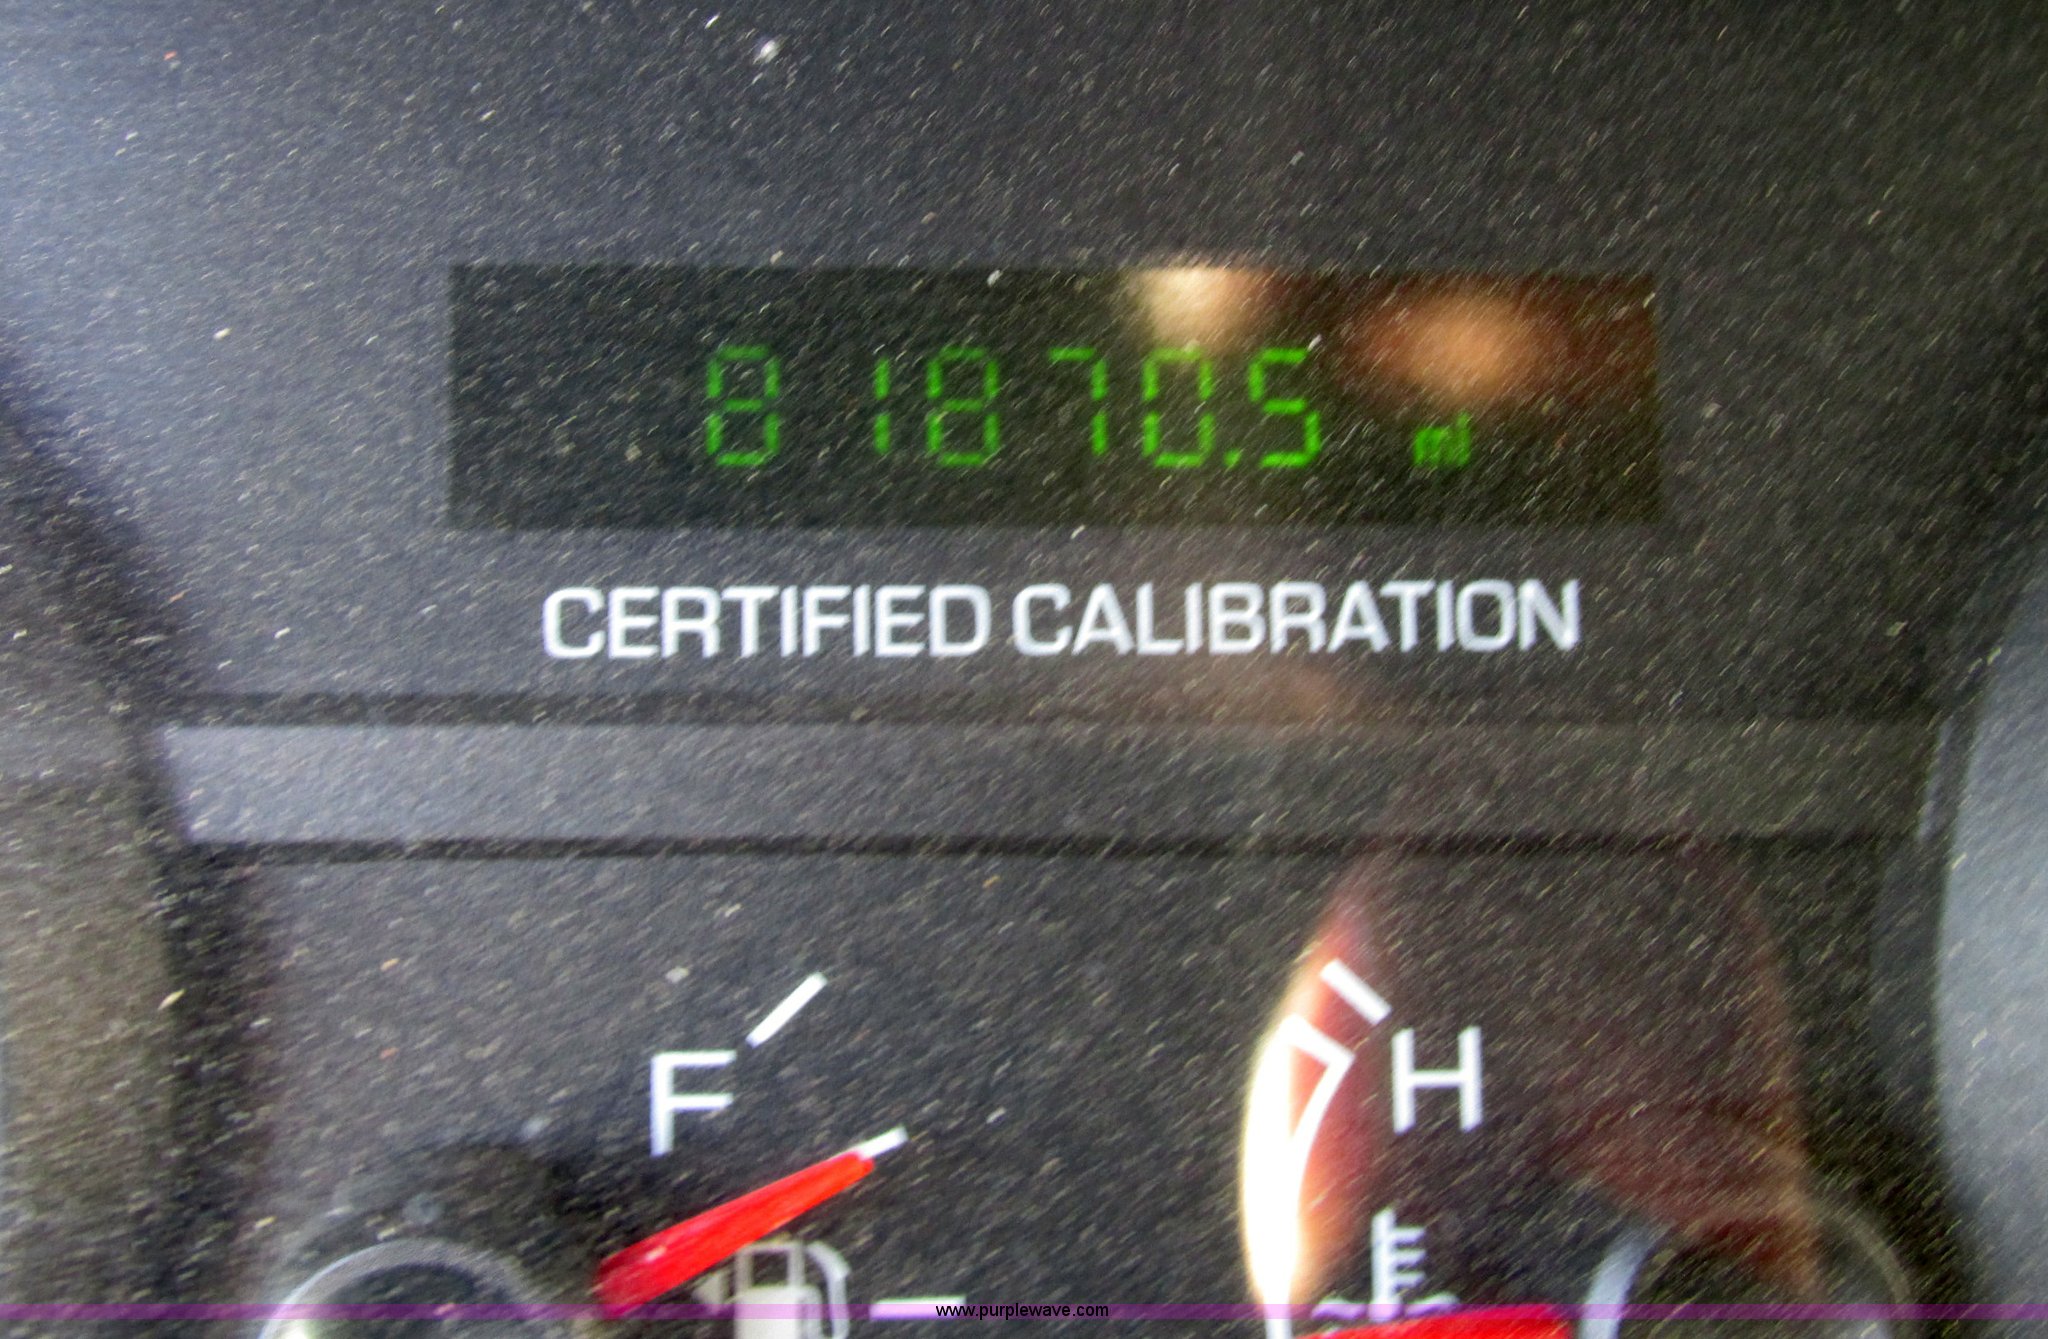 81870.5 mi
CERTIFIED CALIBRATION
F H
www.purplewave.com